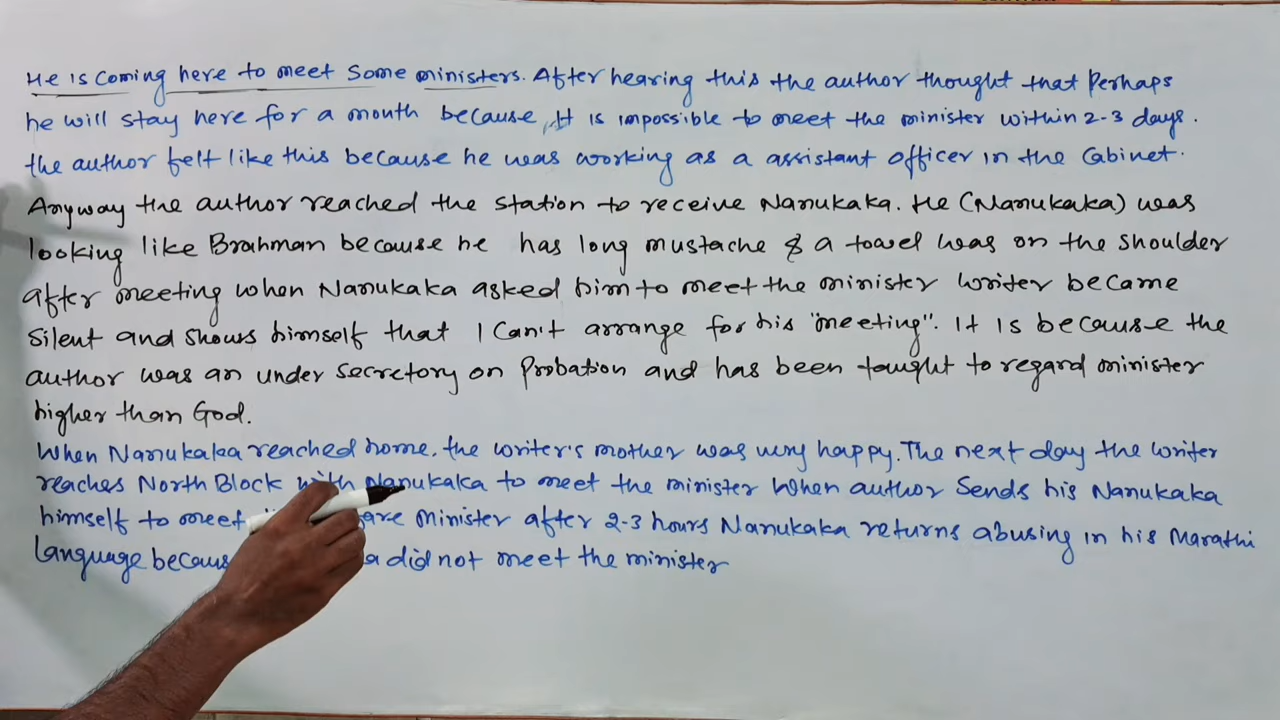 He is coming here to meet some ministers. After hearing this the author thought that Perhaps
he will stay here for a month because, It is impossible to meet the minister within 2-3 days.
the author felt like this because he was working as a assistant officer in the Cabinet.
Anyway the author reached the station to receive Nanukaka. He (Nanukaka) was
looking like Brahman because he has long mustache & a towel was on the shoulder
after meeting when Nanukaka asked him to meet the minister writer became
silent and shows himself that I can't arrange for his "meeting". It is because the
author was an under secretory on Probation and has been taught to regard minister
higher than God.
When Nanukaka reached home, the writer's mother was very happy. The next day the writer
reaches North Block with Nanukaka to meet the minister when author sends his Nanukaka
himself to meet minister after 2-3 hours Nanukaka returns abusing in his Marathi
language did not meet the minister